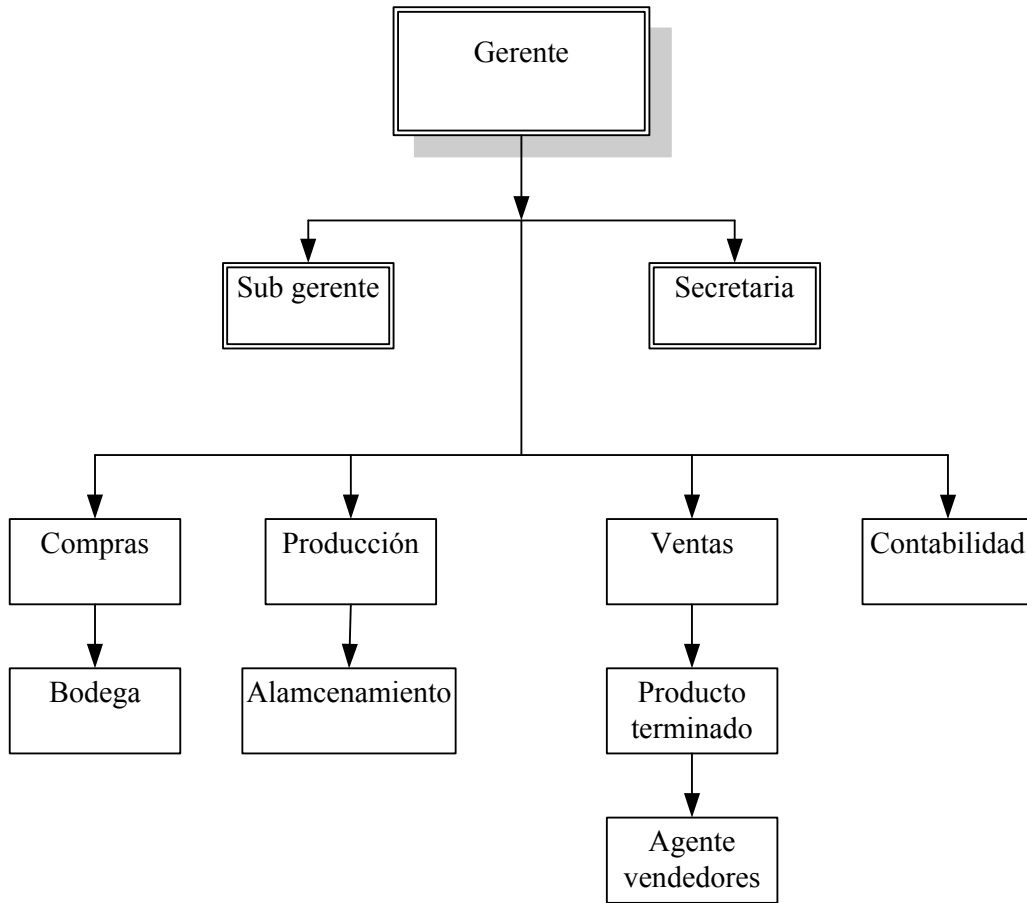 Gerente
Sub gerente
Secretaria
Compras
Producción
Ventas
Contabilidad
Bodega
Alamcenamiento
Producto
terminado
Agente
vendedores